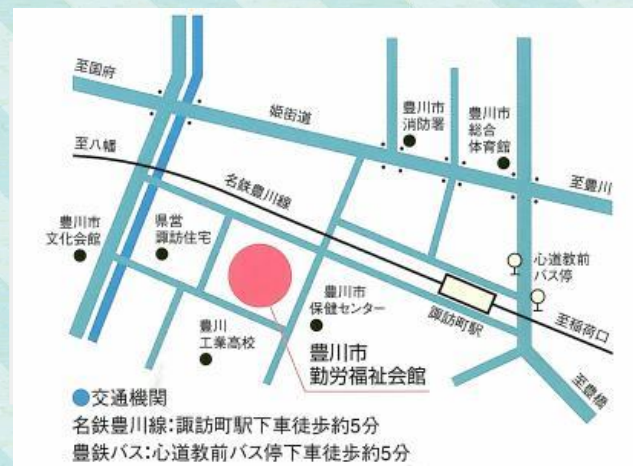 至国府
姫街道
豊川市
消防署
豊川市
総合
体育館
至八幡
至豊川
名鉄豊川線
豊川市
文化会館
県営
諏訪住宅
心道教前
バス停
豊川市
保健センター
諏訪町駅
至稲荷口
豊川
工業高校
豊川市
勤労福祉会館
至豊橋
●交通機関
名鉄豊川線:諏訪町駅下車徒歩約5分
豊鉄バス:心道教前バス停下車徒歩約5分